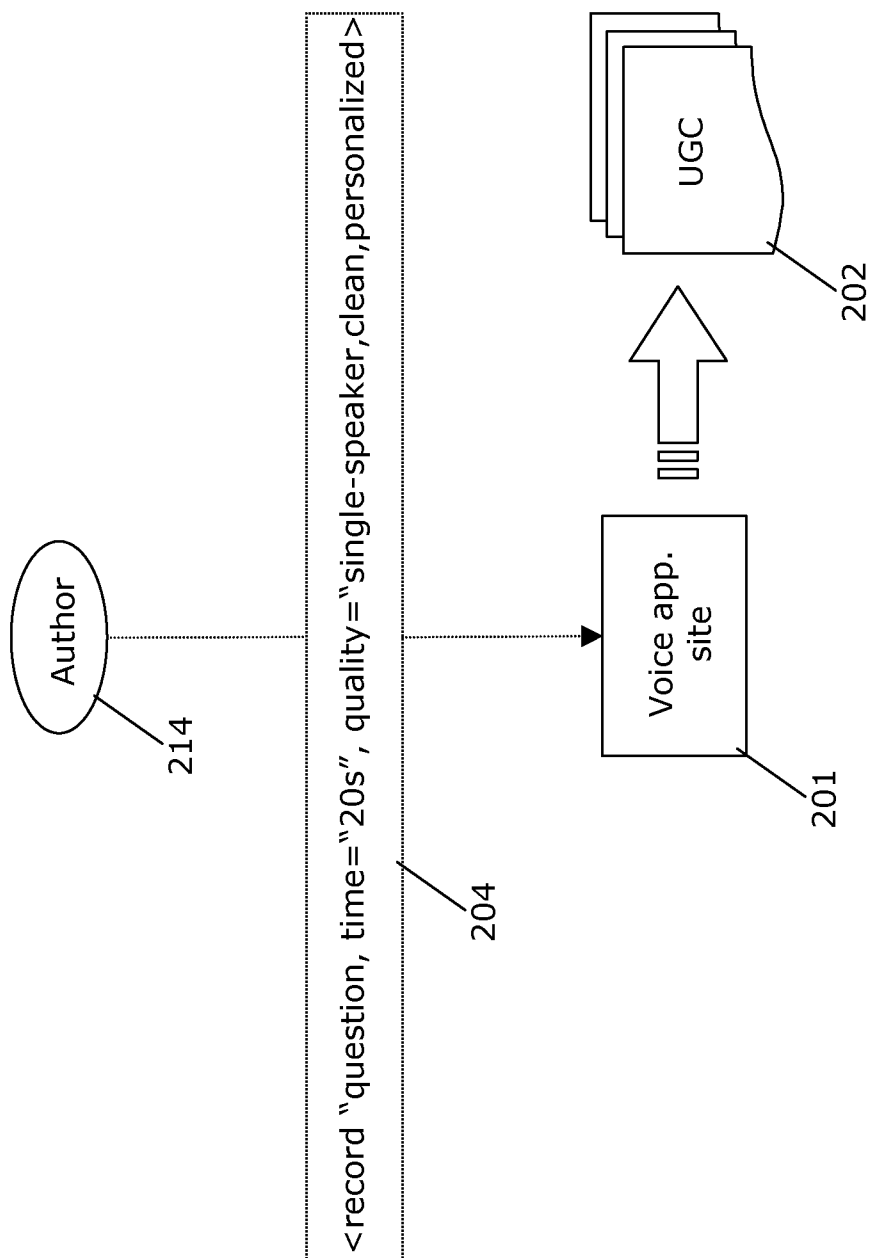 Author
214
<record “question, time=“20s”, quality=“single-speaker,clean,personalized>
204
Voice app.
site
201
UGC
202